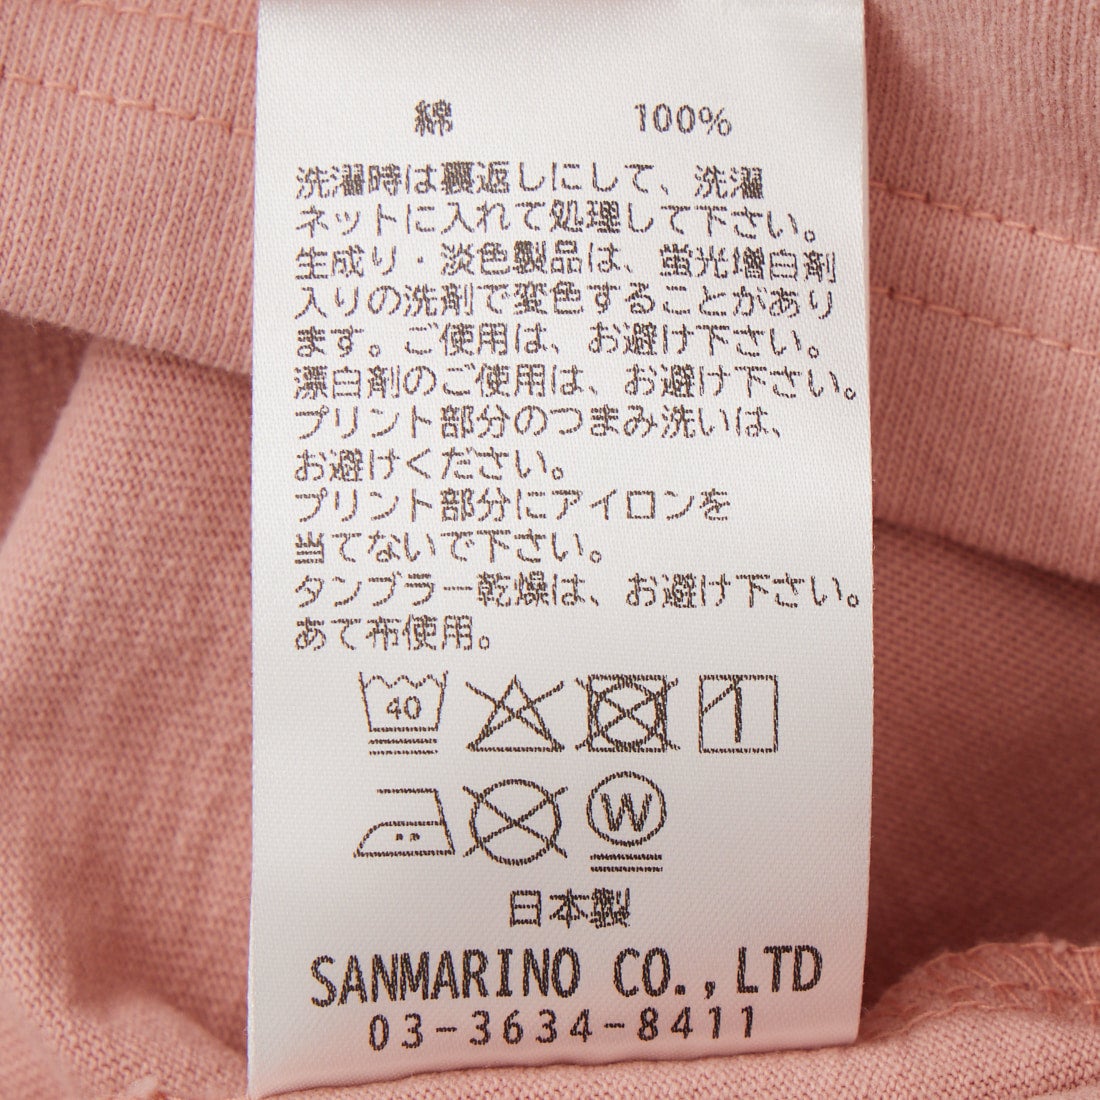 綿 100%
洗濯時は裏返しにして、洗濯
ネットに入れて処理して下さい。
生成り・淡色製品は、蛍光増白剤
入りの洗剤で変色することがあり
ます。ご使用は、お避け下さい。
漂白剤のご使用は、お避け下さい。
プリント部分のつまみ洗いは、
お避けください。
プリント部分にアイロンを
当てないで下さい。
タンブラー乾燥は、お避け下さい。
あて布使用。
40
W
日本製
SANMARINO CO.,LTD
03-3634-8411